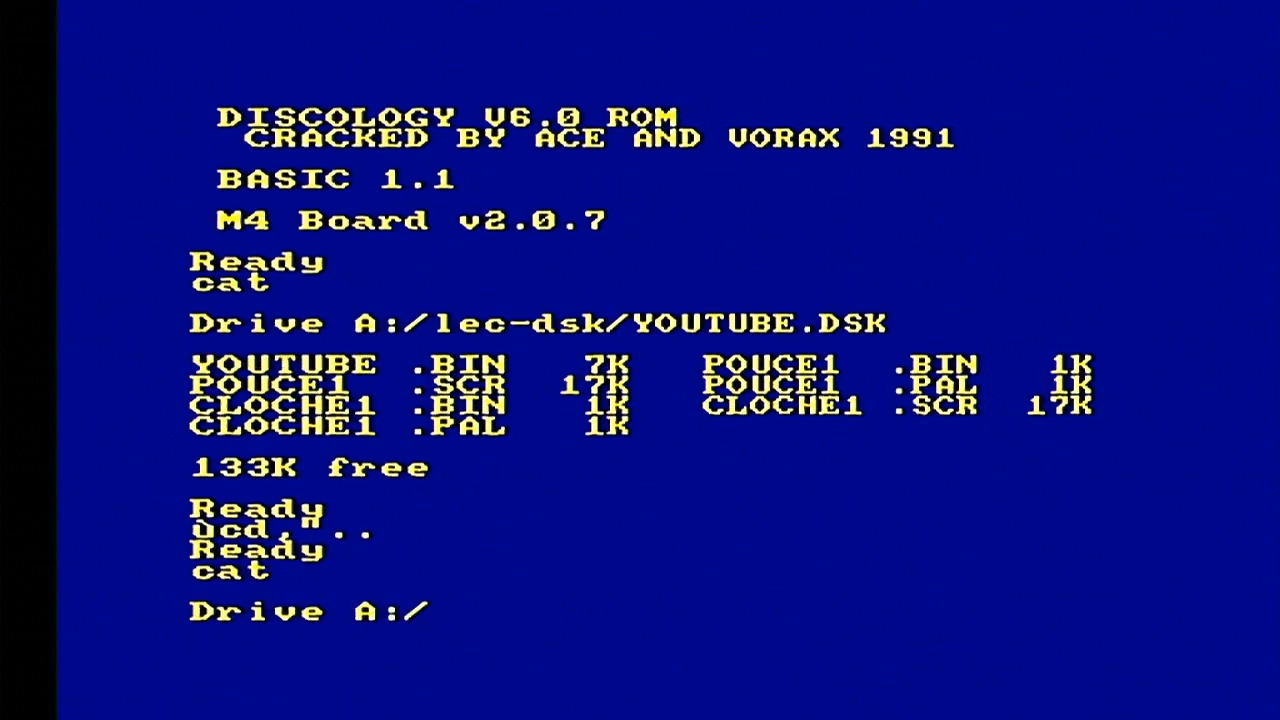 DISCOLOGY V6.0 ROM
CRACKED BY ACE AND VORAX 1991
BASIC 1.1
M4 Board v2.0.7
Ready
cat
Drive A:/lec-dsk/YOUTUBE.DSK
YOUTUBE .BIN 7K POUCE1 .BIN 1K
POUCE1 .SCR 17K POUCE1 .PAL 1K
CLOCHE1 .BIN 1K CLOCHE1 .SCR 17K
CLOCHE1 .PAL 1K
133K free
Ready
ùcd,"..
Ready
cat
Drive A:/